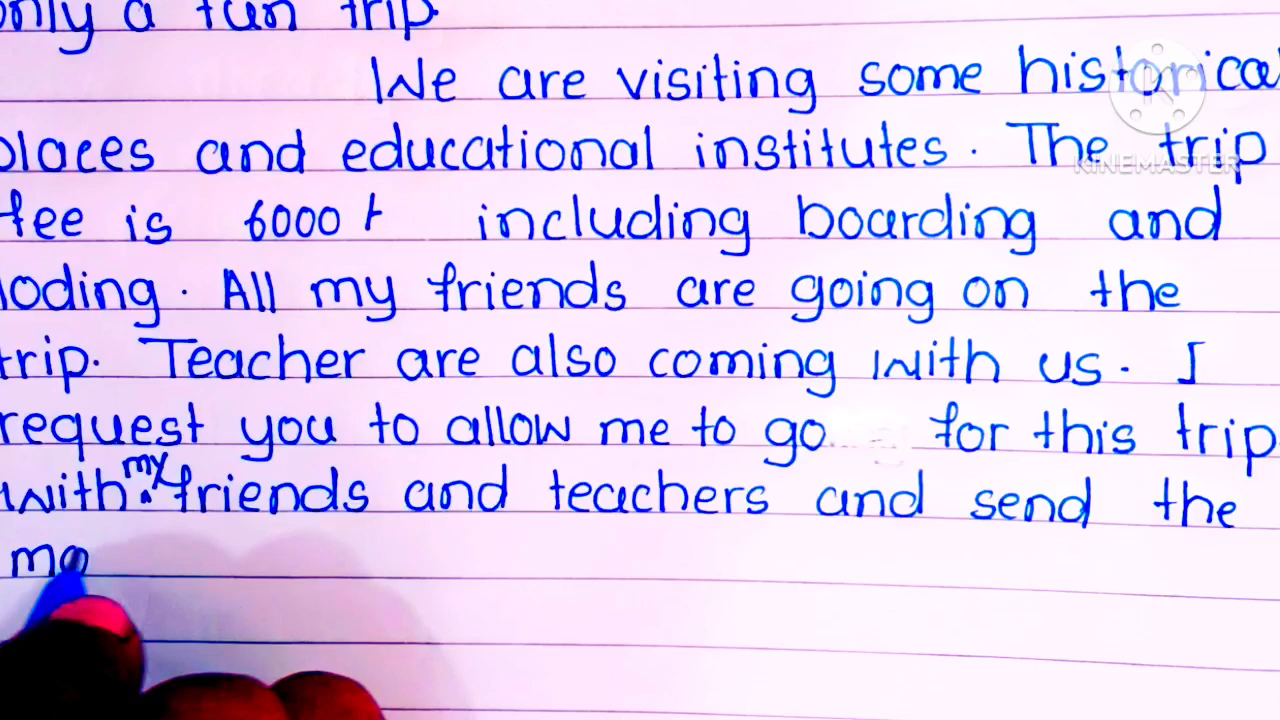 only a fun trip.
We are visiting some historical
places and educational institutes. The trip
fee is 6000 ⊦ including boarding and
loding. All my friends are going on the
trip. Teacher are also coming with us. I
request you to allow me to go for this trip
with my friends and teachers and send the
mo
KINEMASTER